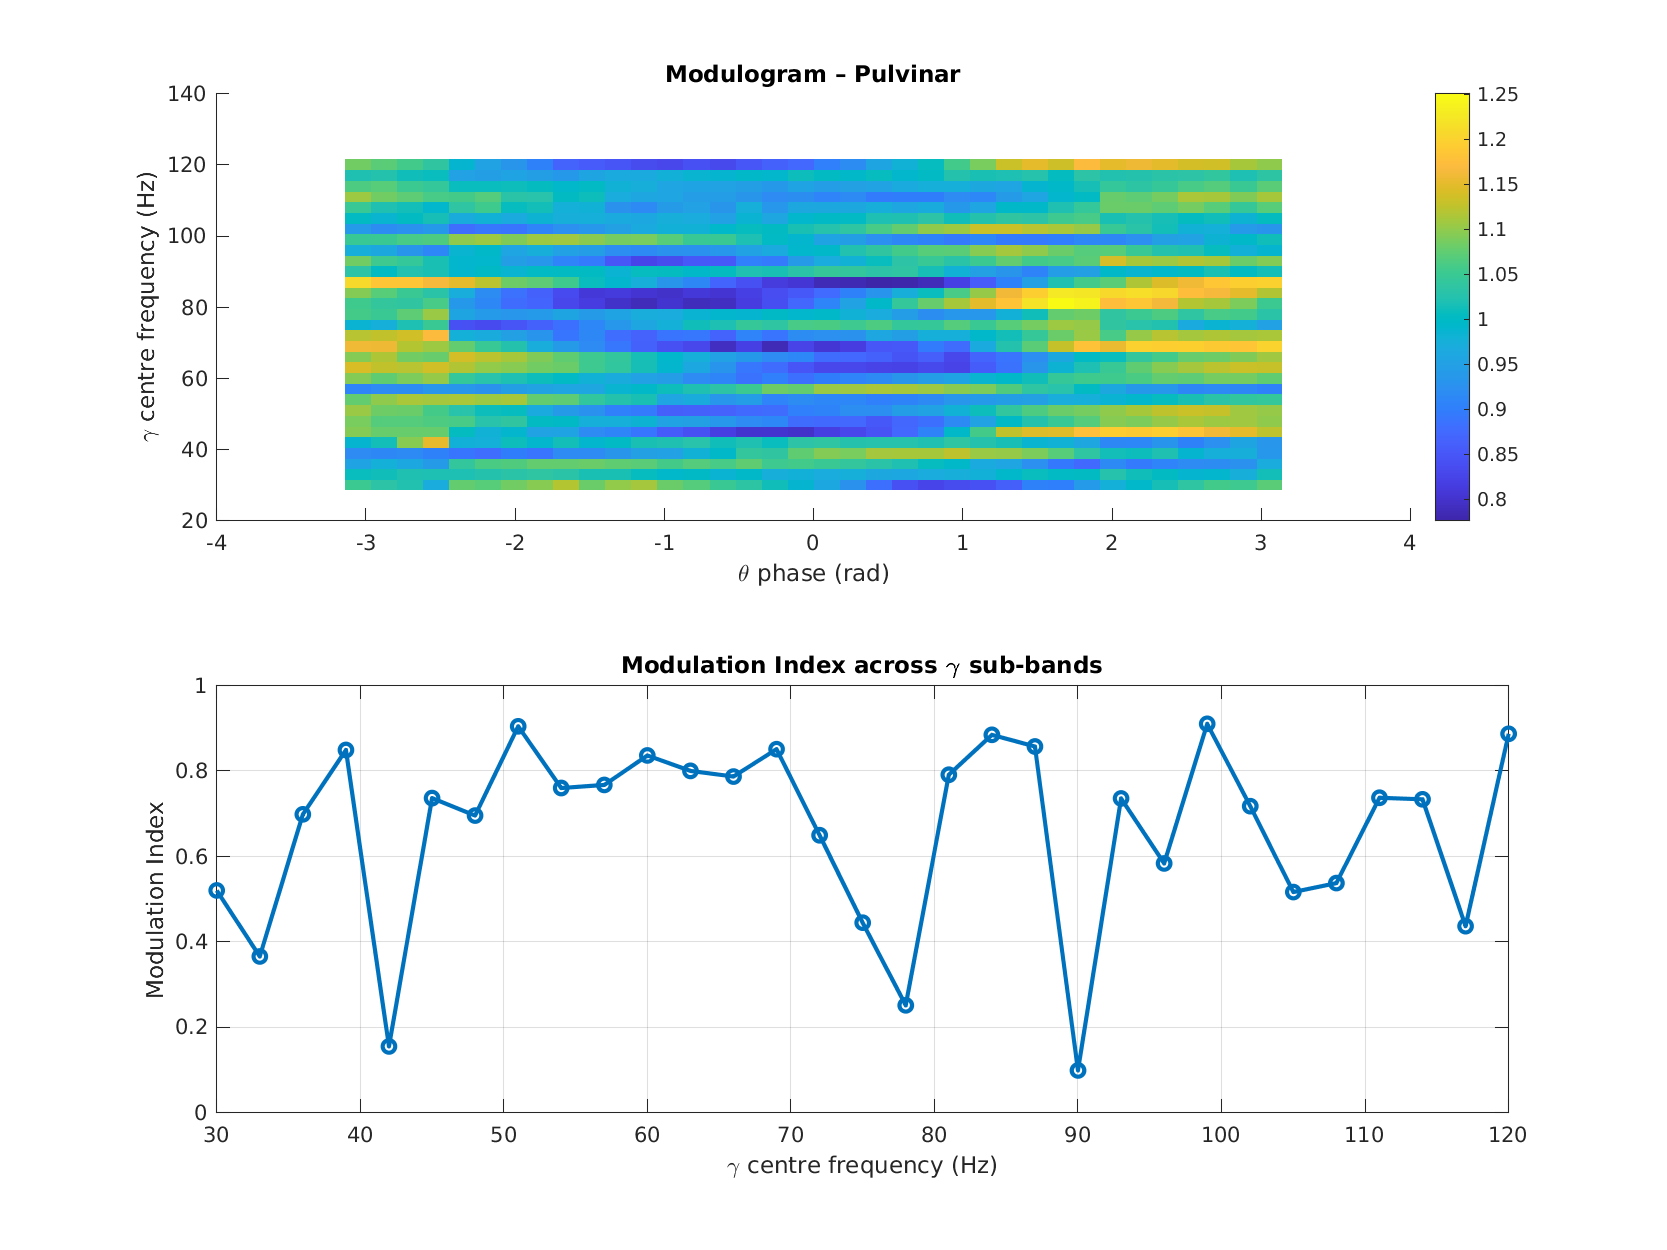 Modulogram – Pulvinar
140
120
100
80
60
40
20
γ centre frequency (Hz)
-4 -3 -2 -1 0 1 2 3 4
θ phase (rad)
1.25
1.2
1.15
1.1
1.05
1
0.95
0.9
0.85
0.8
Modulation Index across γ sub-bands
1
0.8
0.6
0.4
0.2
0
Modulation Index
30 40 50 60 70 80 90 100 110 120
γ centre frequency (Hz)